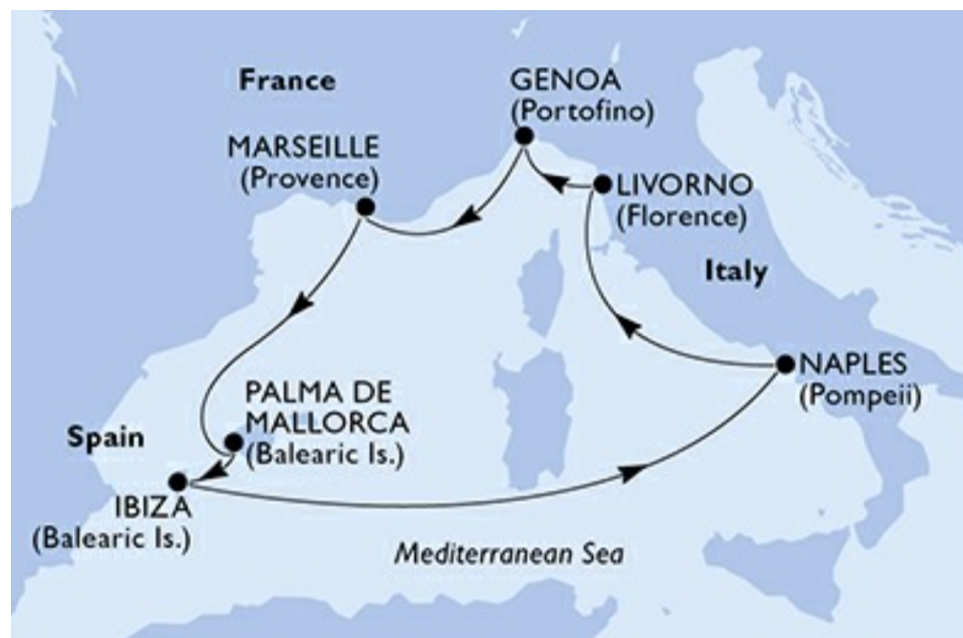 France
GENOA
(Portofino)
MARSEILLE
(Provence)
LIVORNO
(Florence)
Italy
NAPLES
(Pompeii)
PALMA DE
MALLORCA
(Balearic Is.)
Spain
IBIZA
(Balearic Is.)
Mediterranean Sea